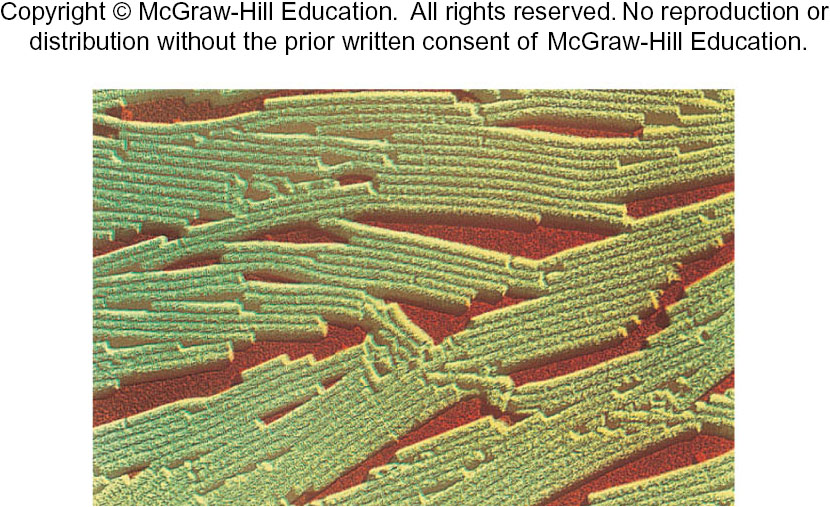 Copyright © McGraw-Hill Education.  All rights reserved. No reproduction or
distribution without the prior written consent of McGraw-Hill Education.